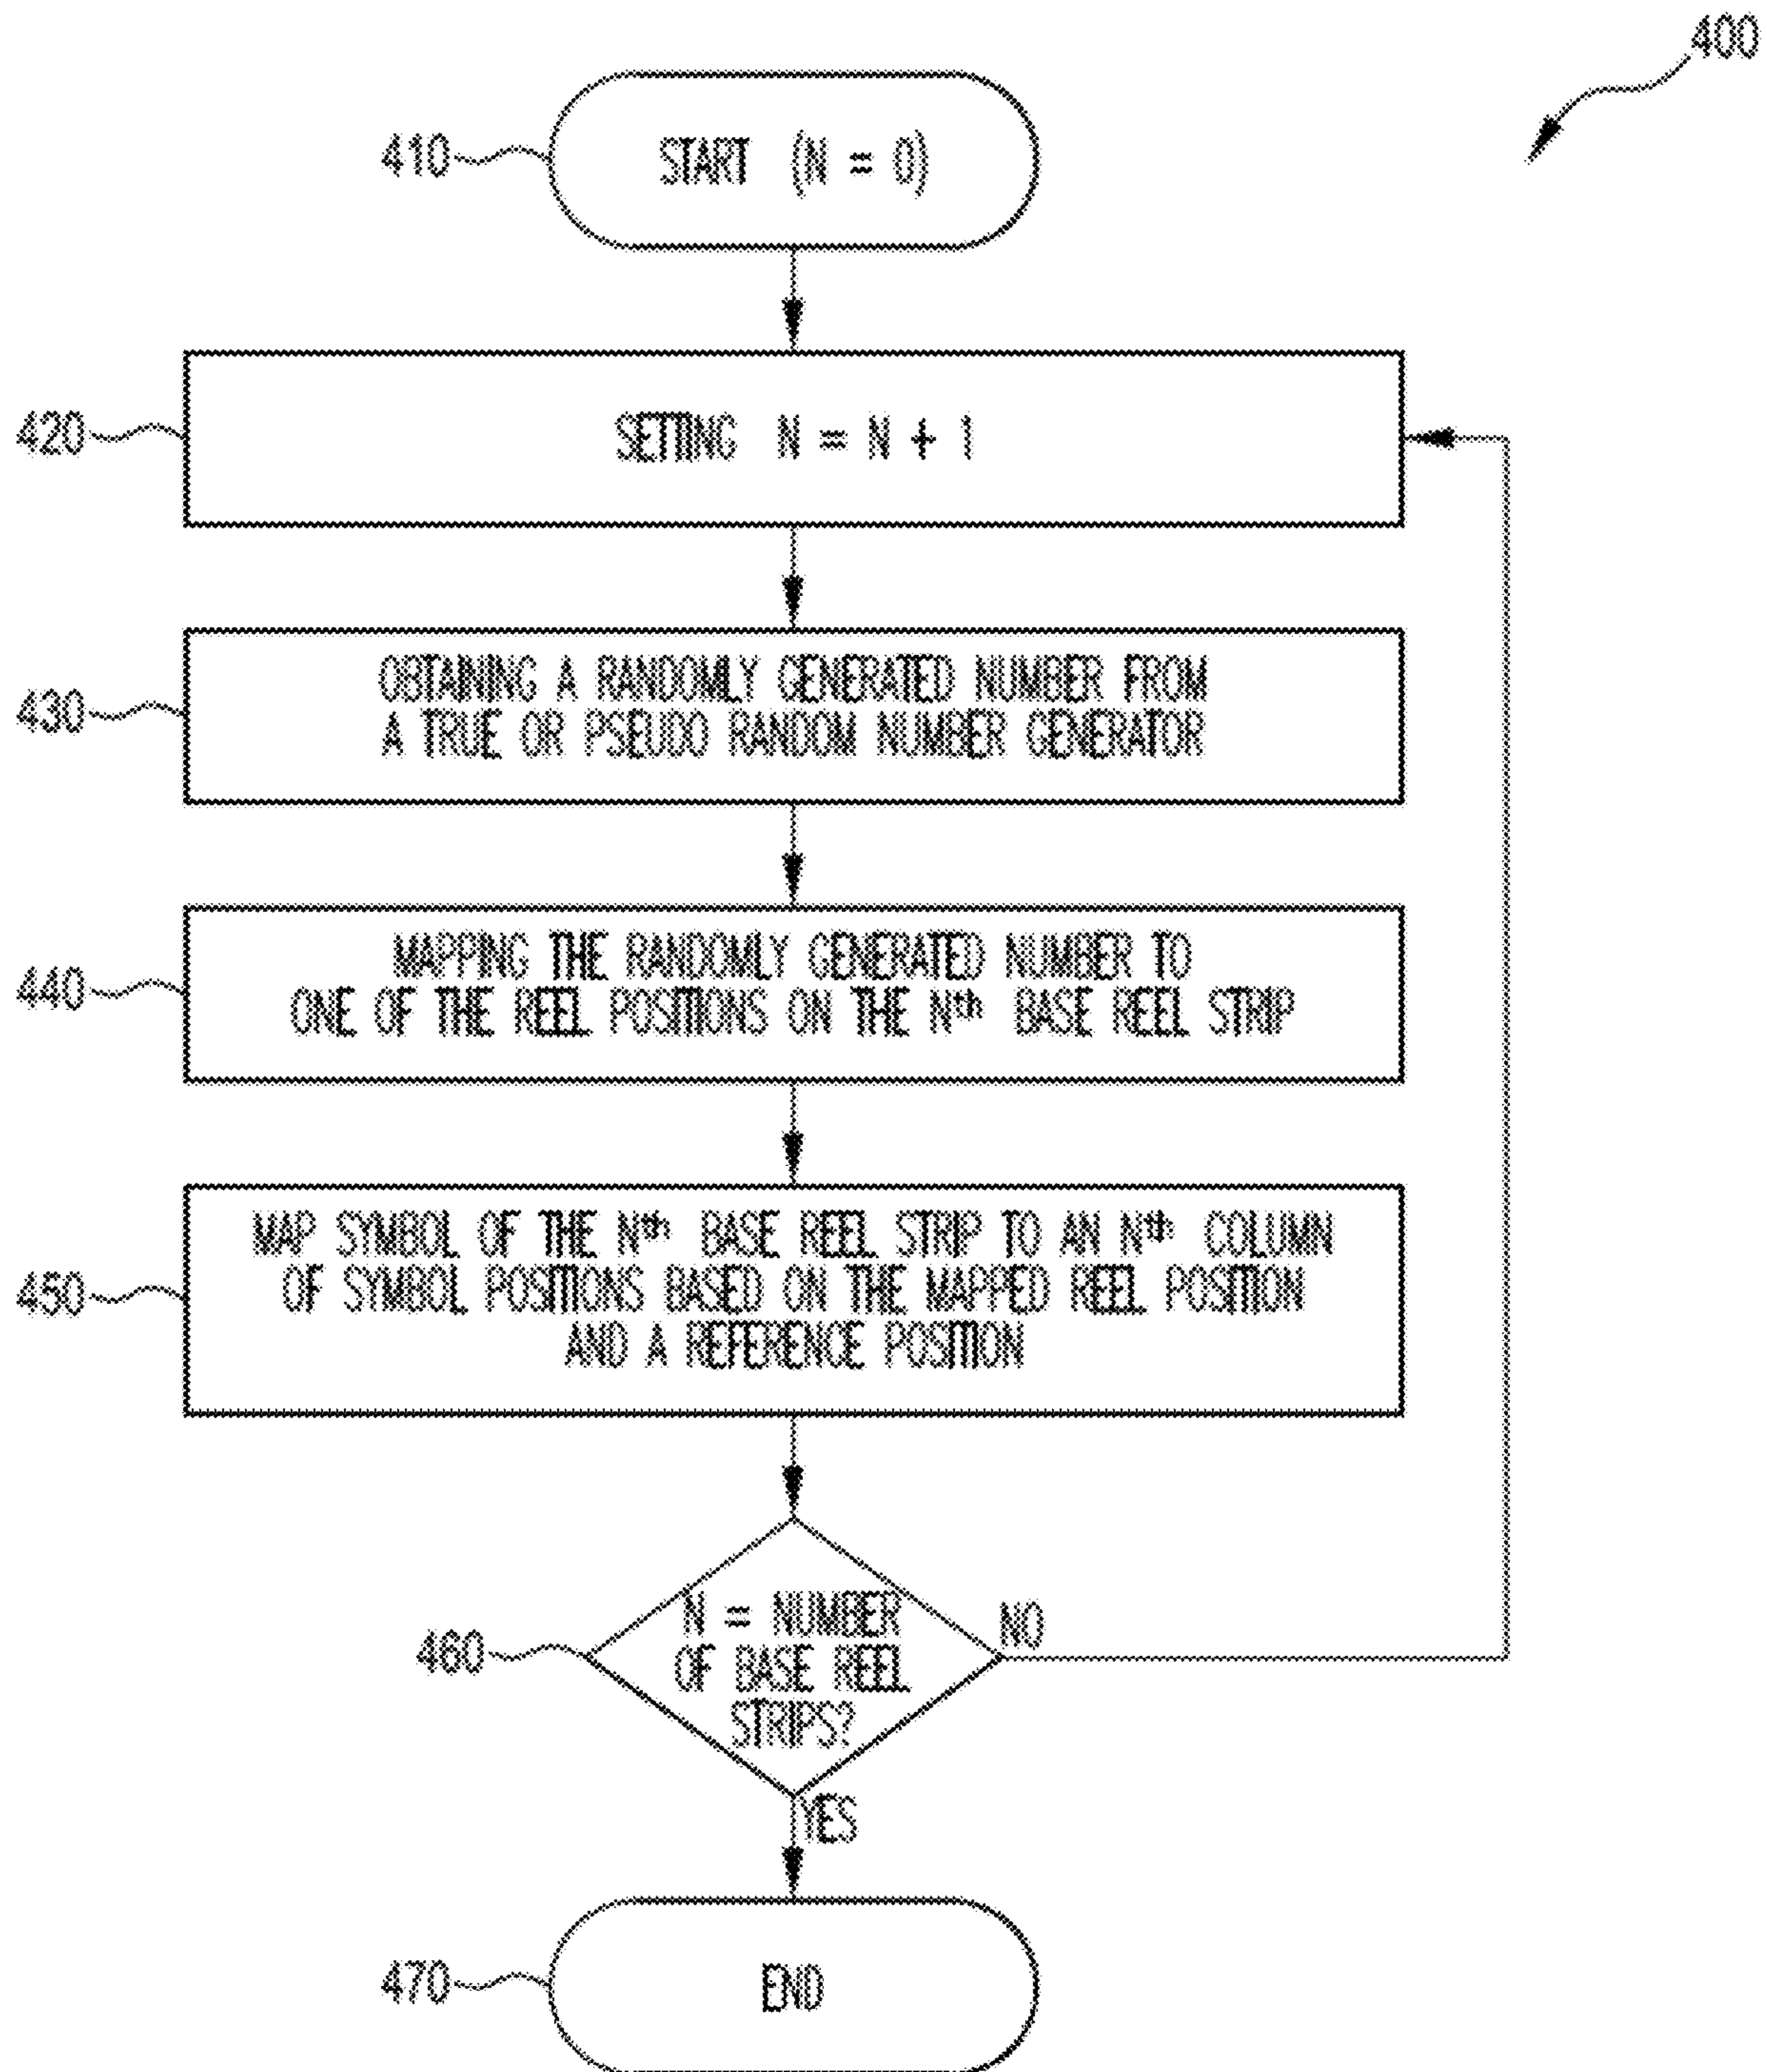 400
410
START (N = 0)
420
SETTING N = N + 1
430
OBTAINING A RANDOMLY GENERATED NUMBER FROM
A TRUE OR PSEUDO RANDOM NUMBER GENERATOR
440
MAPPING THE RANDOMLY GENERATED NUMBER TO
ONE OF THE REEL POSITIONS ON THE Nth BASE REEL STRIP
450
MAP SYMBOL OF THE Nth BASE REEL STRIP TO AN Nth COLUMN
OF SYMBOL POSITIONS BASED ON THE MAPPED REEL POSITION
AND A REFERENCE POSITION
460
N = NUMBER
OF BASE REEL
STRIPS?
NO
YES
470
END